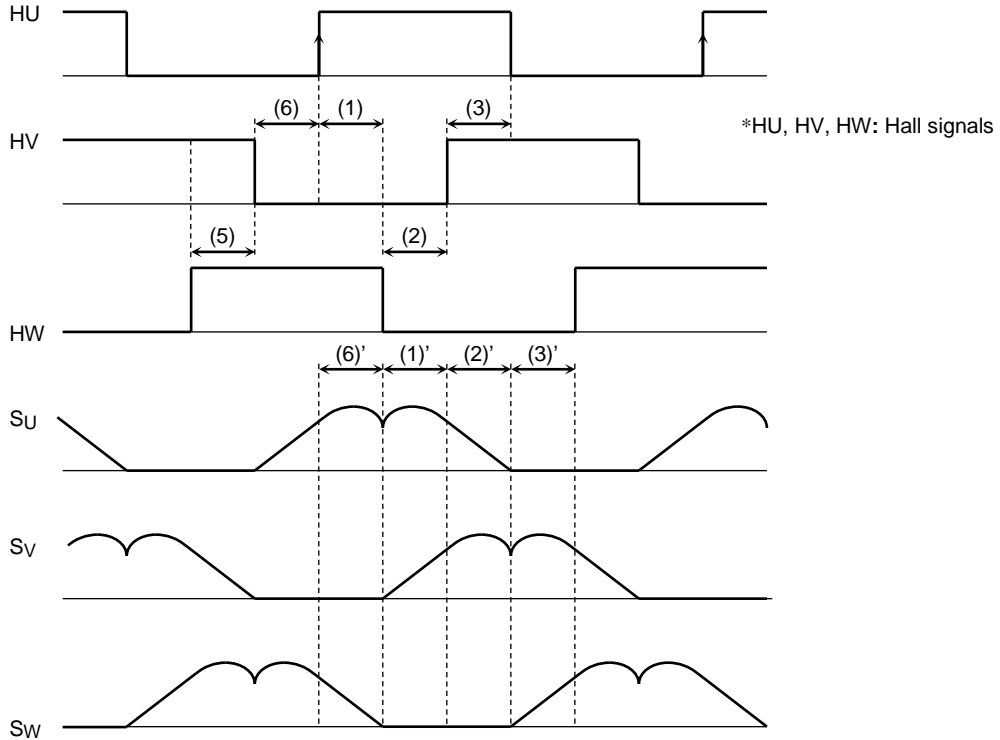 HU
(6) (1) (3)
HV
*HU, HV, HW: Hall signals
(5) (2)
HW
(6)’ (1)’ (2)’ (3)’
SU
SV
SW